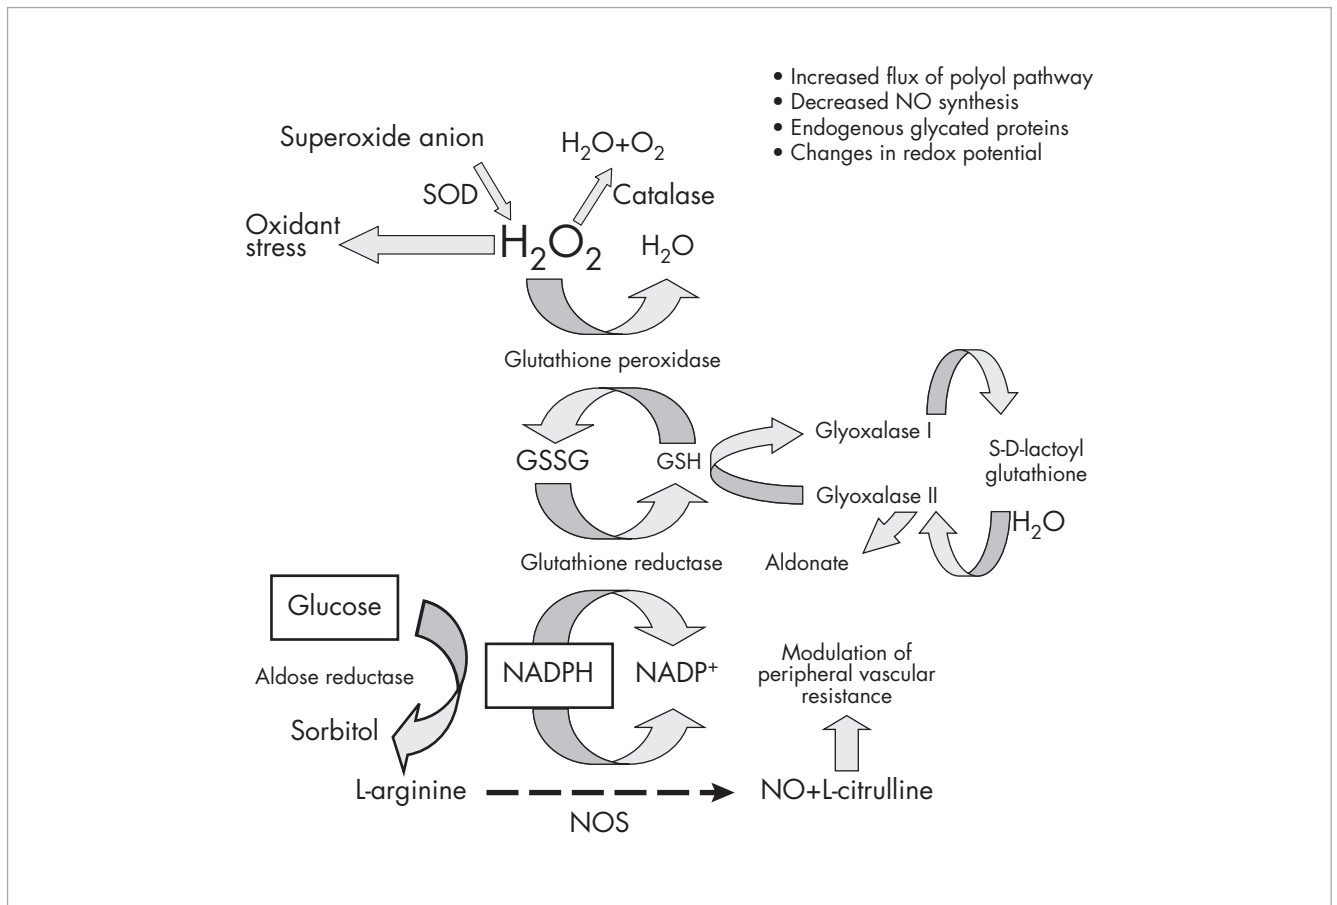 • Increased flux of polyol pathway
• Decreased NO synthesis
• Endogenous glycated proteins
• Changes in redox potential
Superoxide anion
H₂O+O₂
SOD
Catalase
Oxidant
stress
H₂O₂
H₂O
Glutathione peroxidase
GSSG
GSH
Glyoxalase I
S-D-lactoyl
glutathione
Glyoxalase II
H₂O
Aldonate
Glutathione reductase
Glucose
Aldose reductase
Sorbitol
NADPH
NADP⁺
Modulation of
peripheral vascular
resistance
L-arginine
NOS
NO+L-citrulline